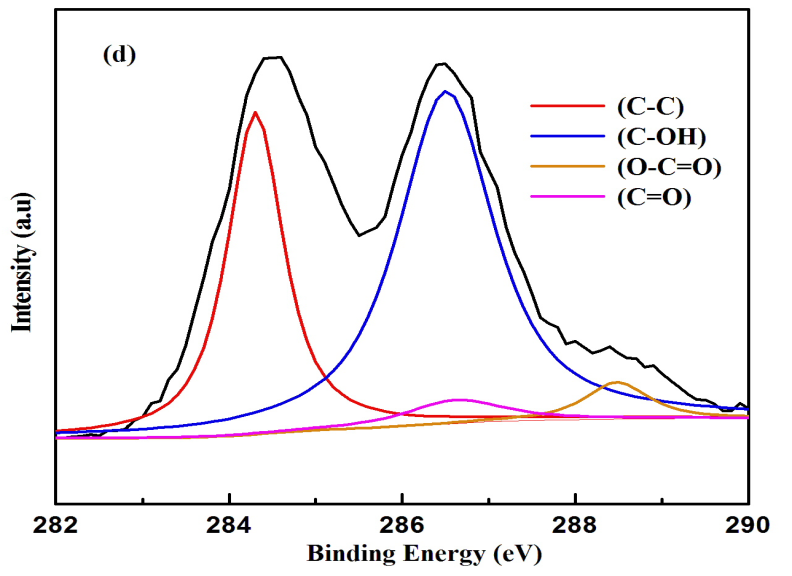 (d)
(C-C)
(C-OH)
(O-C=O)
(C=O)
Intensity (a.u)
282 284 286 288 290
Binding Energy (eV)